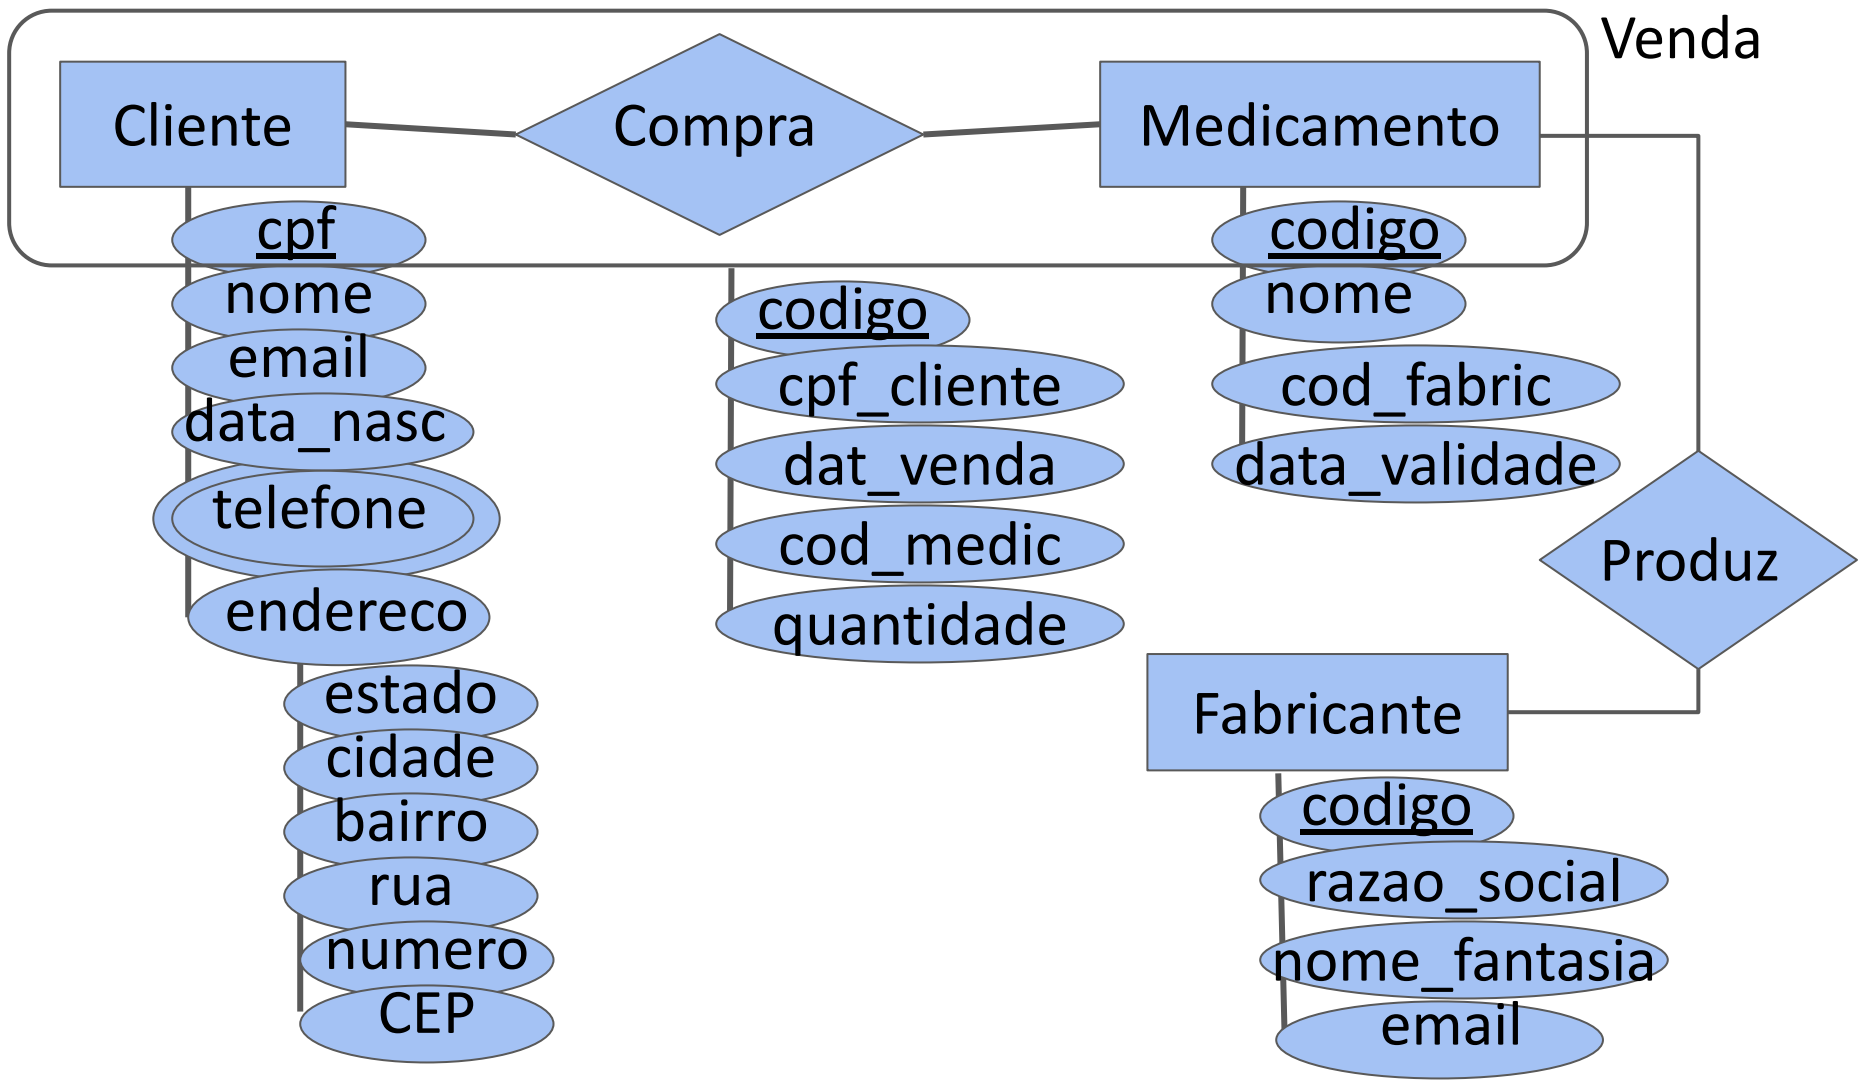 Venda
Cliente
Compra
Medicamento
cpf
nome
email
data_nasc
telefone
endereco
estado
cidade
bairro
rua
numero
CEP
codigo
cpf_cliente
dat_venda
cod_medic
quantidade
codigo
nome
cod_fabric
data_validade
Produz
Fabricante
codigo
razao_social
nome_fantasia
email